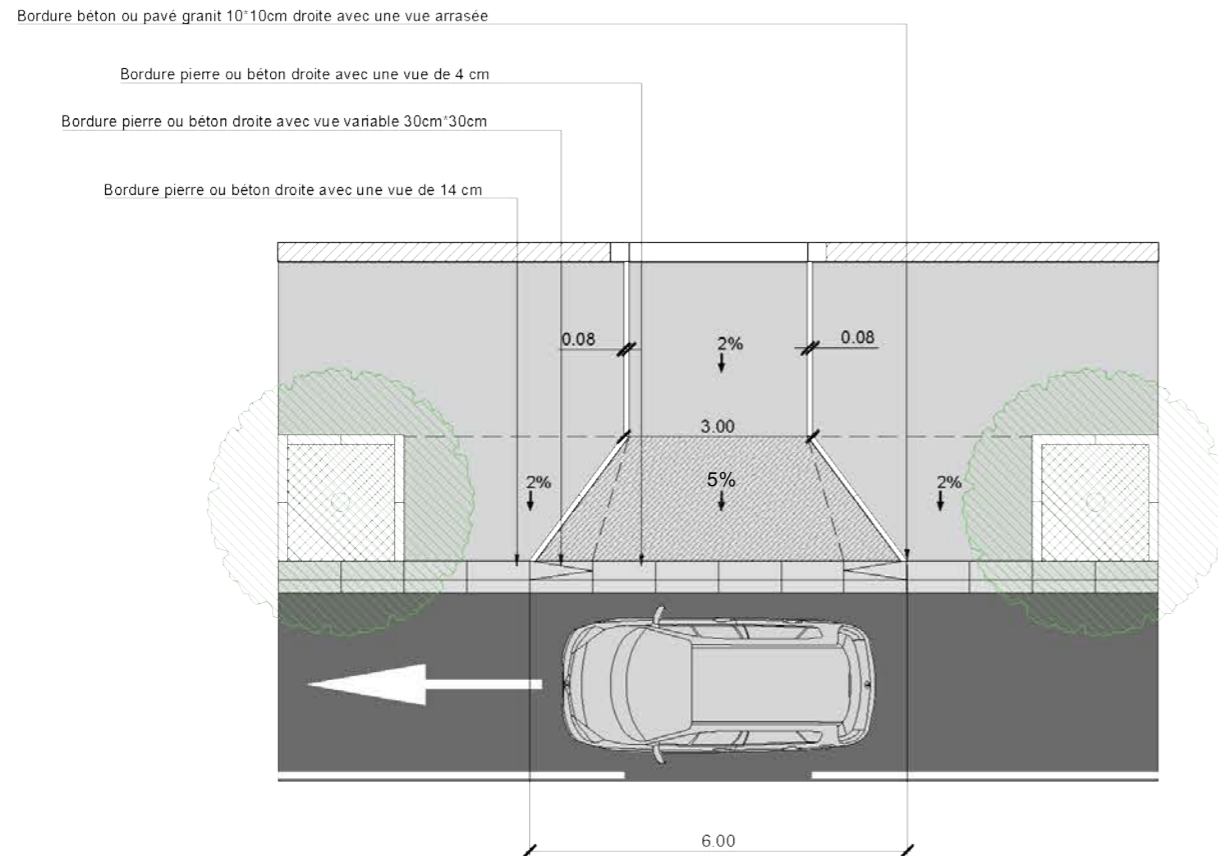 Bordure béton ou pavé granit 10*10cm droite avec une vue arrasée
Bordure pierre ou béton droite avec une vue de 4 cm
Bordure pierre ou béton droite avec vue variable 30cm*30cm
Bordure pierre ou béton droite avec une vue de 14 cm
0.08
2%
0.08
3.00
2%
5%
2%
6.00